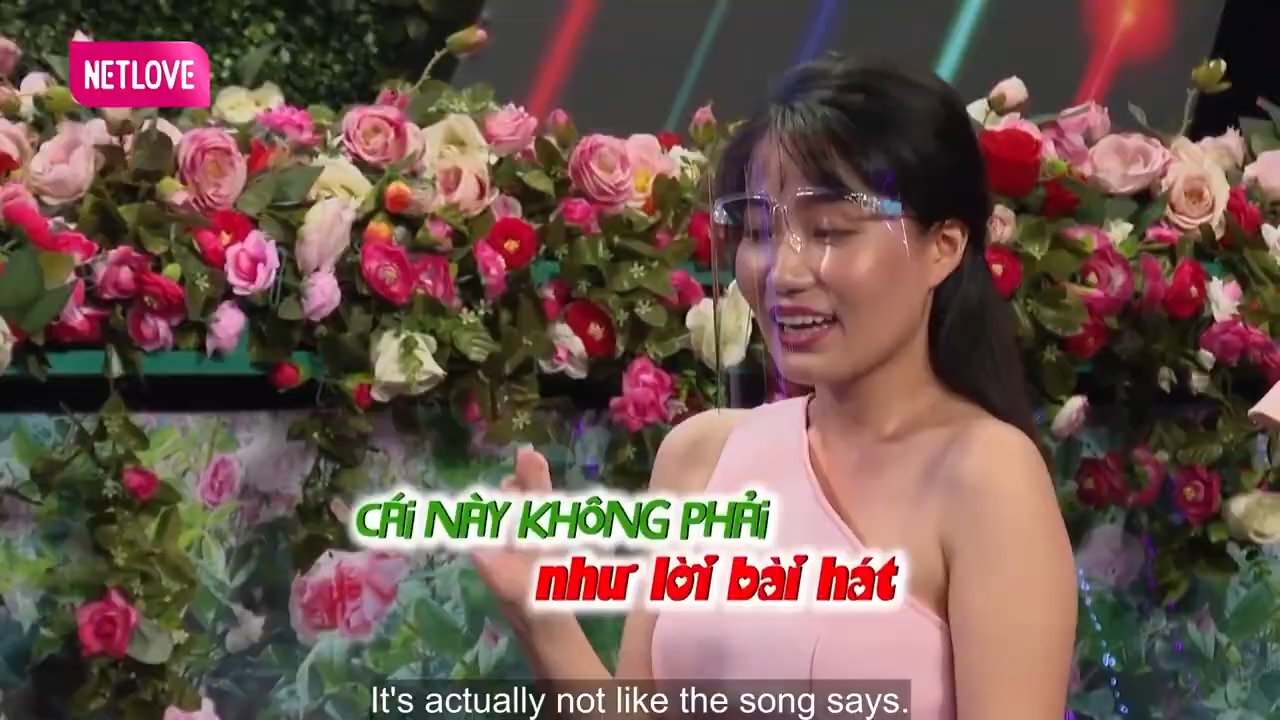 NETLOVE
CÁi NÀY KHÔNG PHẢi
như lời bài hát
It's actually not like the song says.